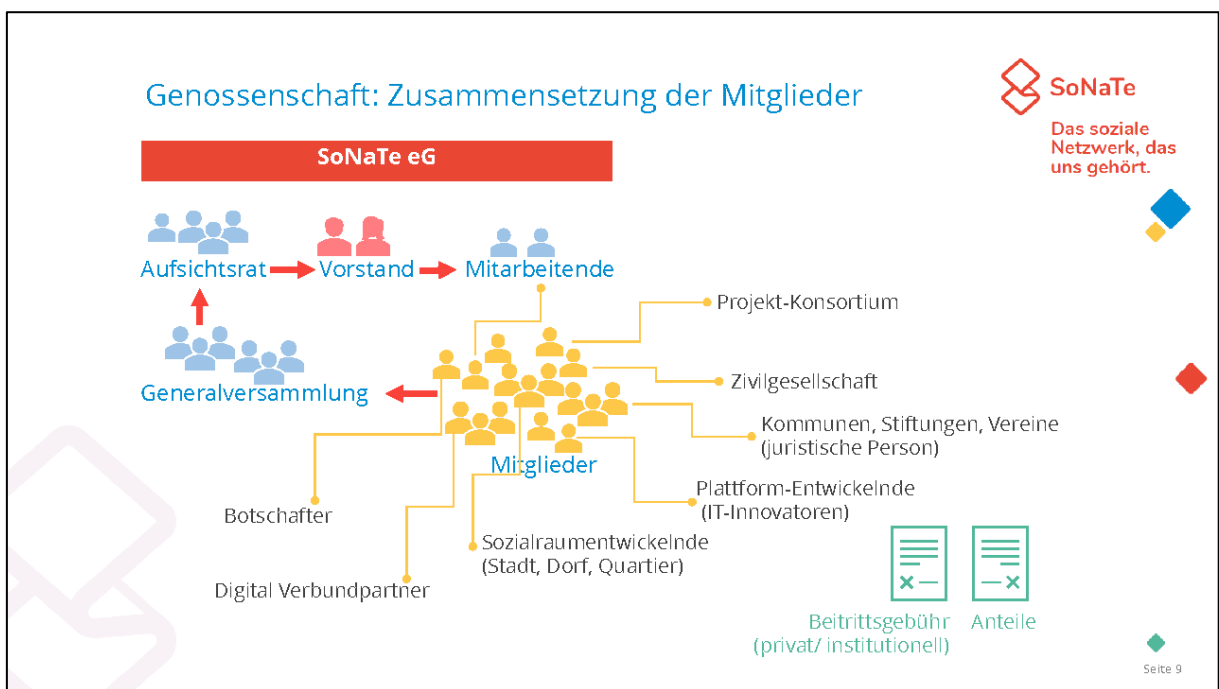 Genossenschaft: Zusammensetzung der Mitglieder
SoNaTe
Das soziale
Netzwerk, das
uns gehört.
SoNaTe eG
Aufsichtsrat
Vorstand
Mitarbeitende
Projekt-Konsortium
Zivilgesellschaft
Generalversammlung
Kommunen, Stiftungen, Vereine
(juristische Person)
Mitglieder
Plattform-Entwickelnde
(IT-Innovatoren)
Botschafter
Sozialraumentwickelnde
(Stadt, Dorf, Quartier)
Digital Verbundpartner
Beitrittsgebühr
(privat/ institutionell)
Anteile
Seite 9